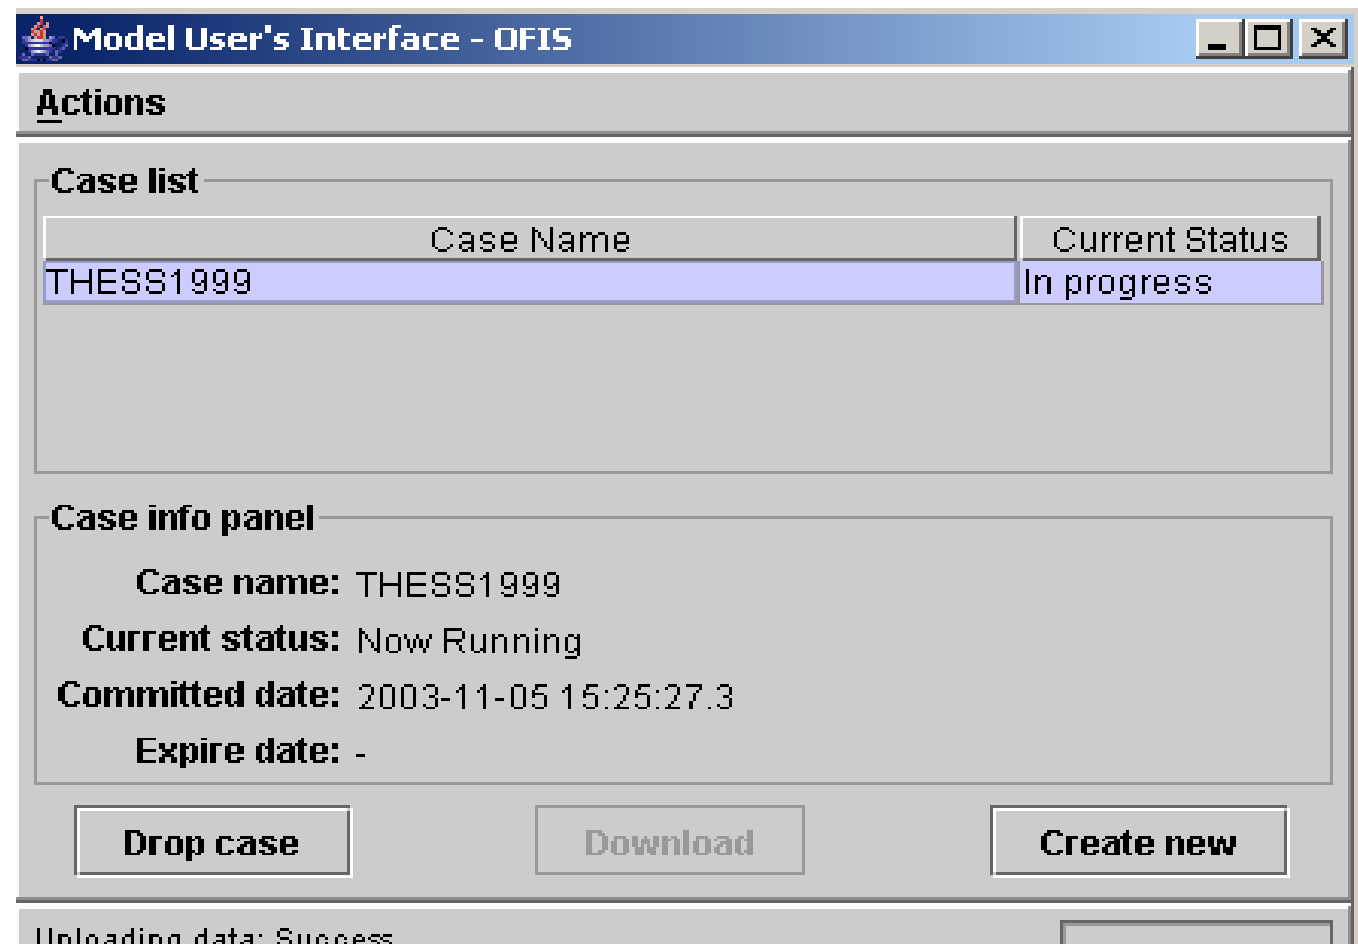 Model User's Interface - OFIS
Actions
Case list
Case Name Current Status
THESS1999 In progress
Case info panel
Case name: THESS1999
Current status: Now Running
Committed date: 2003-11-05 15:25:27.3
Expire date: -
Drop case Download Create new
Uploading data: Success